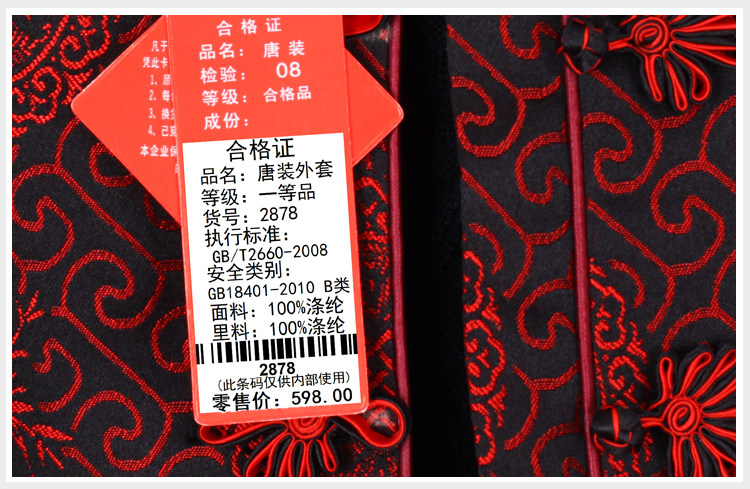 合格证
品名：唐装
检验：08
等级：合格品
成份：
凡于
凭此卡
1、原
2、每
3、换
4、已
本企业保
合格证
品名：唐装外套
等级：一等品
货号：2878
执行标准：
GB/T2660-2008
安全类别：
GB18401-2010 B类
面料：100%涤纶
里料：100%涤纶
2878
（此条码仅供内部使用）
零售价：598.00